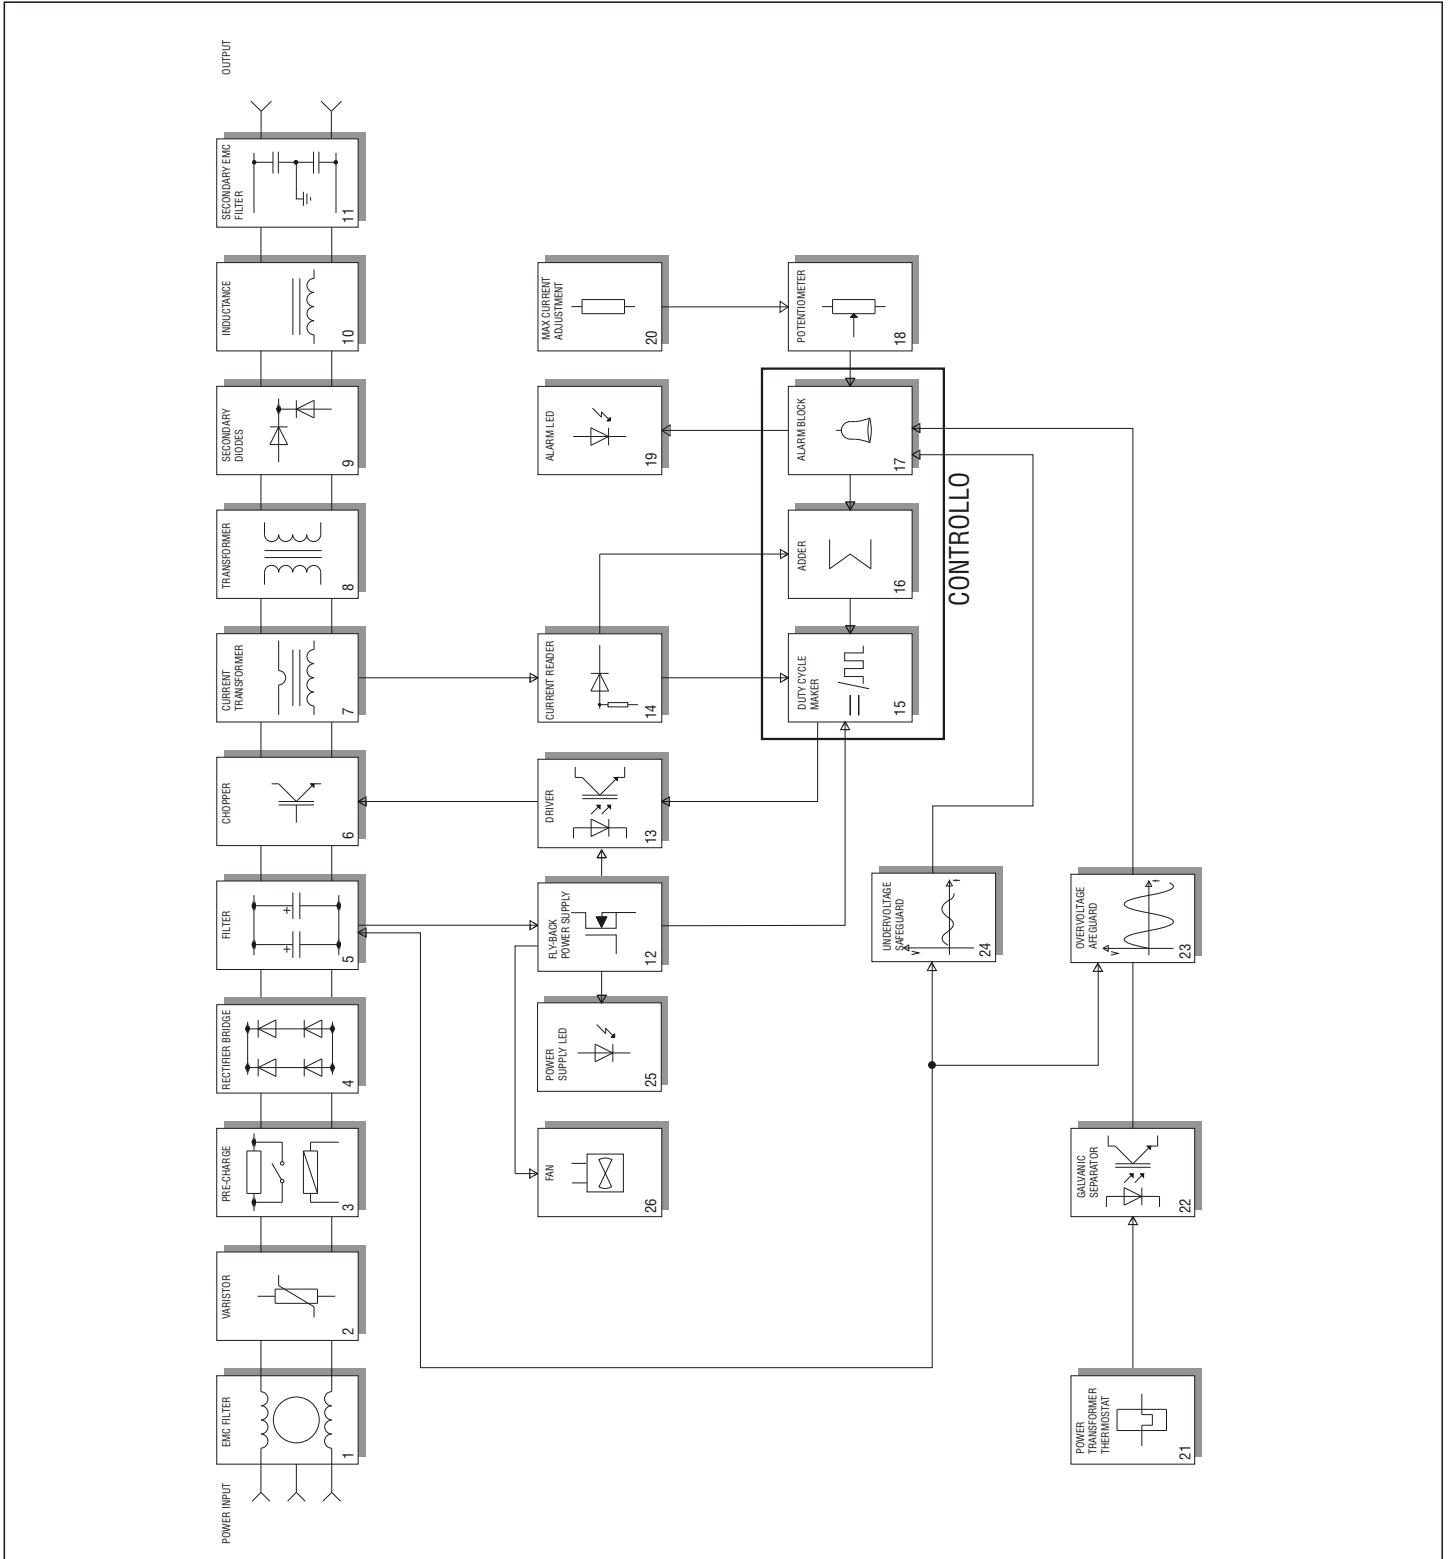 POWER INPUT
EMC FILTER
1
VARISTOR
2
PRE-CHARGE
3
RECTIFIER BRIDGE
4
FILTER
+
+
5
CHOPPER
6
CURRENT
TRANSFORMER
7
TRANSFORMER
8
SECONDARY
DIODES
9
INDUCTANCE
10
SECONDARY EMC
FILTER
11
OUTPUT
FAN
26
POWER
SUPPLY LED
25
FLY-BACK
POWER SUPPLY
12
DRIVER
13
CURRENT READER
14
ALARM LED
19
MAX CURRENT
ADJUSTMENT
20
DUTY CYCLE
MAKER
=/
15
ADDER
Σ
16
ALARM BLOCK
17
POTENTIOMETER
18
CONTROLLO
UNDERVOLTAGE
SAFEGUARD
V
t
24
POWER
TRANSFORMER
THERMOSTAT
21
GALVANIC
SEPARATOR
22
OVERVOLTAGE
AFEGUARD
V
t
23